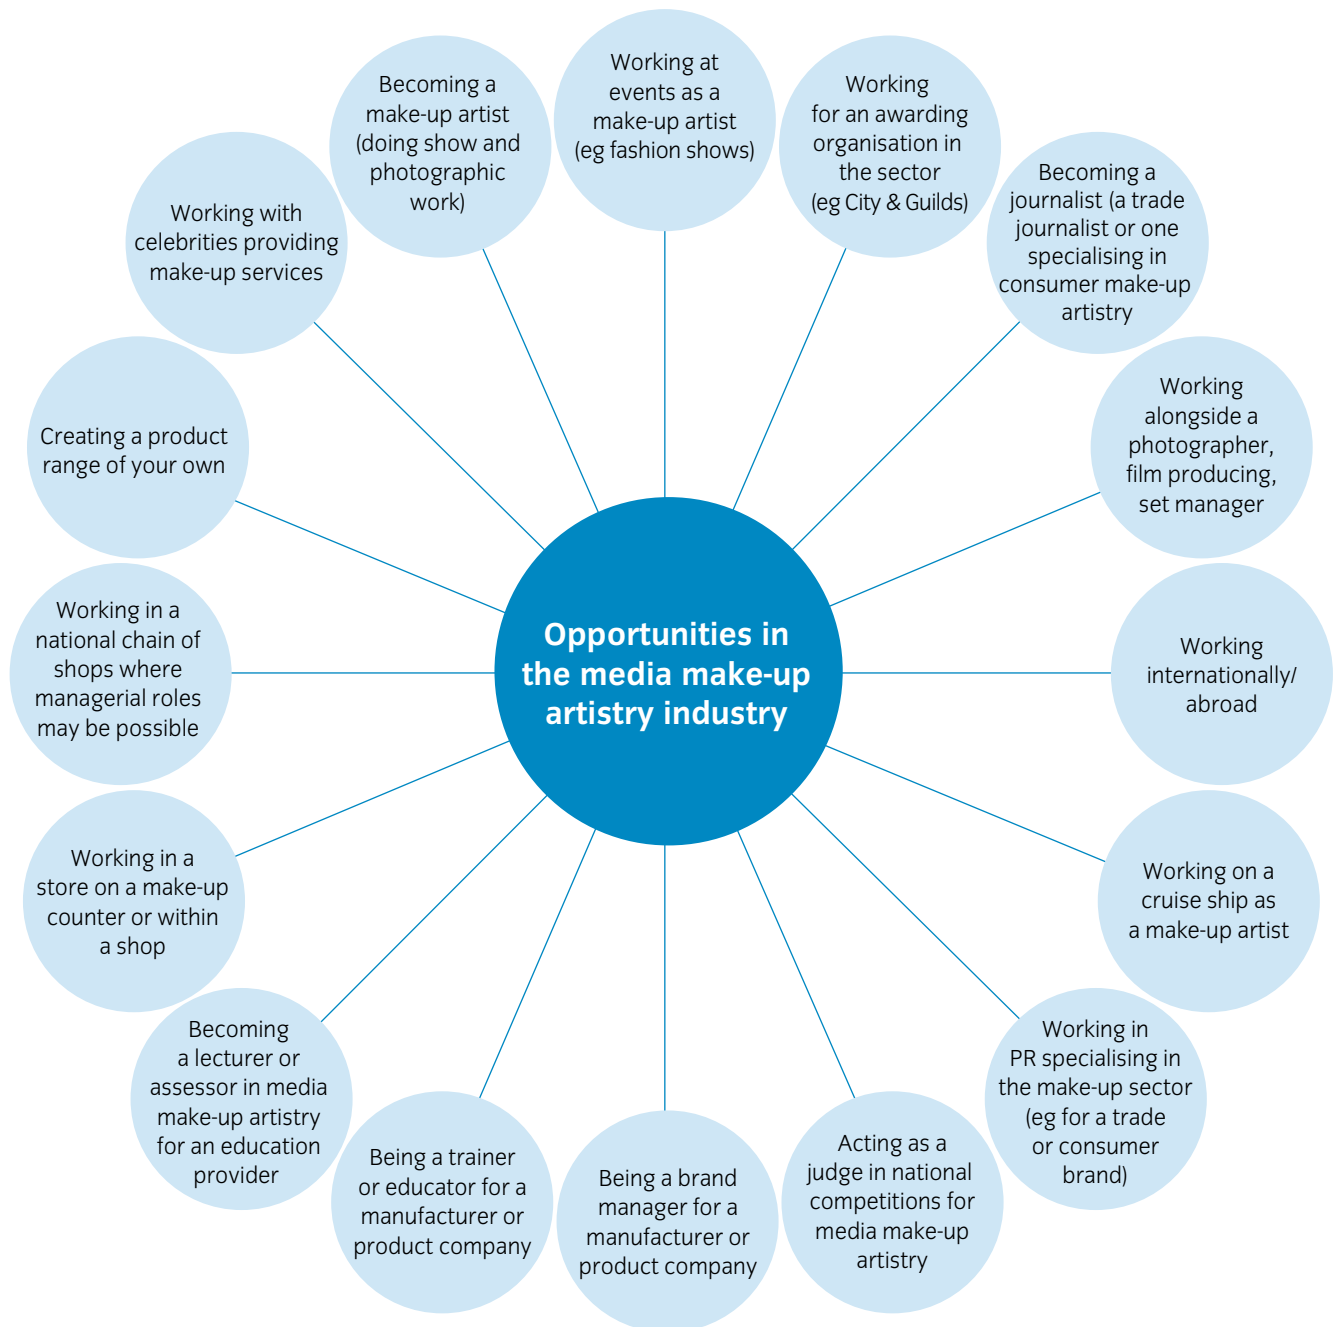 Working at
events as a
make-up artist
(eg fashion shows)
Working
for an awarding
organisation in
the sector
(eg City & Guilds)
Becoming a
journalist (a trade
journalist or one
specialising in
consumer make-up
artistry
Working
alongside a
photographer,
film producing,
set manager
Working
internationally/
abroad
Working on a
cruise ship as
a make-up artist
Working in
PR specialising in
the make-up sector
(eg for a trade
or consumer
brand)
Acting as a
judge in national
competitions for
media make-up
artistry
Being a brand
manager for a
manufacturer or
product company
Being a trainer
or educator for a
manufacturer or
product company
Becoming
a lecturer or
assessor in media
make-up artistry
for an education
provider
Working in a
store on a make-up
counter or within
a shop
Working in a
national chain of
shops where
managerial roles
may be possible
Creating a product
range of your own
Working with
celebrities providing
make-up services
Becoming a
make-up artist
(doing show and
photographic
work)
Opportunities in
the media make-up
artistry industry